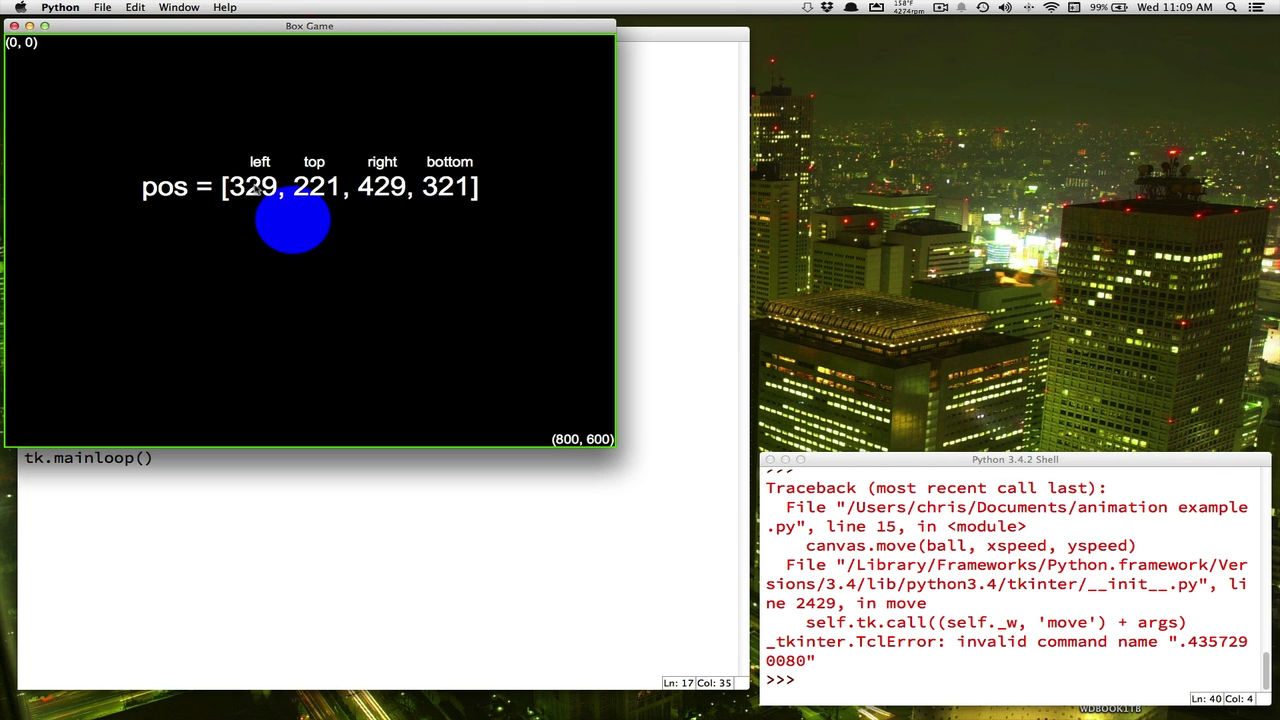 Python File Edit Window Help 158°F 4274rpm 99% Wed 11:09 AM
Box Game
(0, 0)
left top right bottom
pos = [329, 221, 429, 321]
(800, 600)
tk.mainloop()
Ln: 17 Col: 35
Python 3.4.2 Shell
>>>
Traceback (most recent call last):
File "/Users/chris/Documents/animation example
.py", line 15, in <module>
canvas.move(ball, xspeed, yspeed)
File "/Library/Frameworks/Python.framework/Ver
sions/3.4/lib/python3.4/tkinter/__init__.py", li
ne 2429, in move
self.tk.call((self._w, 'move') + args)
_tkinter.TclError: invalid command name ".435729
0080"
>>>
Ln: 40 Col: 4
WDBOOK1TB